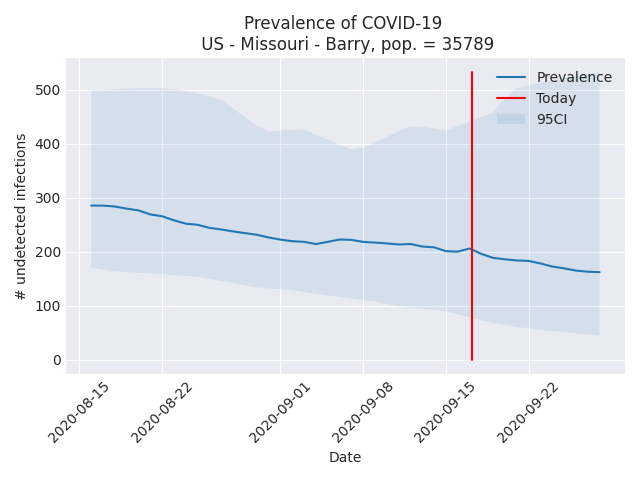 Prevalence of COVID-19
US - Missouri - Barry, pop. = 35789
Prevalence
Today
95CI
# undetected infections
500
400
300
200
100
0
2020-08-15
2020-08-22
2020-09-01
2020-09-08
2020-09-15
2020-09-22
Date